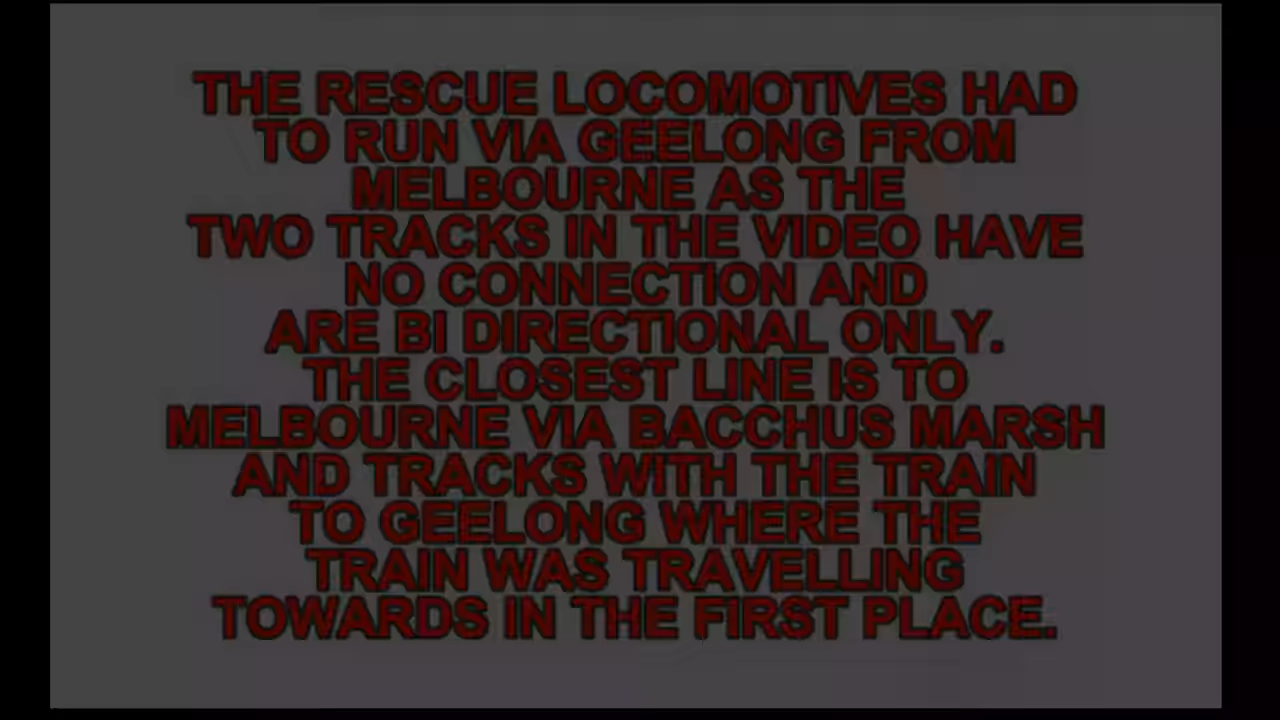 THE RESCUE LOCOMOTIVES HAD
TO RUN VIA GEELONG FROM
MELBOURNE AS THE
TWO TRACKS IN THE VIDEO HAVE
NO CONNECTION AND
ARE BI DIRECTIONAL ONLY.
THE CLOSEST LINE IS TO
MELBOURNE VIA BACCHUS MARSH
AND TRACKS WITH THE TRAIN
TO GEELONG WHERE THE
TRAIN WAS TRAVELLING
TOWARDS IN THE FIRST PLACE.